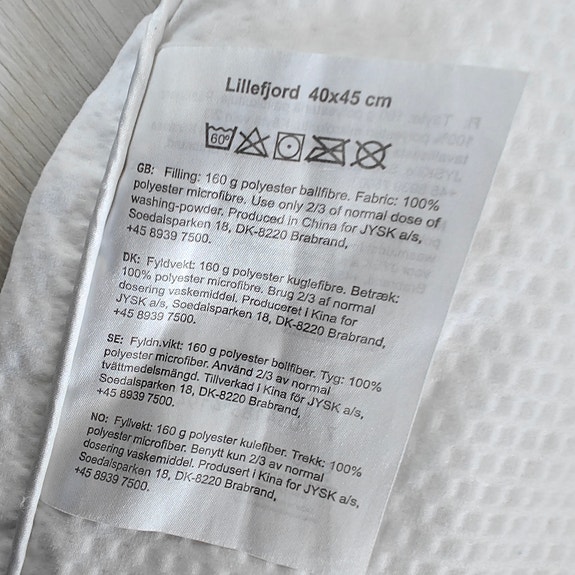 Lillefjord 40x45 cm
60°
GB: Filling: 160 g polyester ballfibre. Fabric: 100%
polyester microfibre. Use only 2/3 of normal dose of
washing-powder. Produced in China for JYSK a/s,
Soedalsparken 18, DK-8220 Brabrand,
+45 8939 7500.
DK: Fyldvekt: 160 g polyester kuglefibre. Betræk:
100% polyester microfibre. Brug 2/3 af normal
dosering vaskemiddel. Produceret i Kina for
JYSK a/s, Soedalsparken 18, DK-8220 Brabrand,
+45 8939 7500.
SE: Fyldn.vikt: 160 g polyester bollfiber. Tyg: 100%
polyester microfiber. Använd 2/3 av normal
tvättmedelsmängd. Tillverkad i Kina för JYSK a/s,
Soedalsparken 18, DK-8220 Brabrand,
+45 8939 7500.
NO: Fyllvekt: 160 g polyester kulefiber. Trekk: 100%
polyester microfiber. Benytt kun 2/3 av normal
dosering vaskemiddel. Produsert i Kina for JYSK a/s,
Soedalsparken 18, DK-8220 Brabrand,
+45 8939 7500.